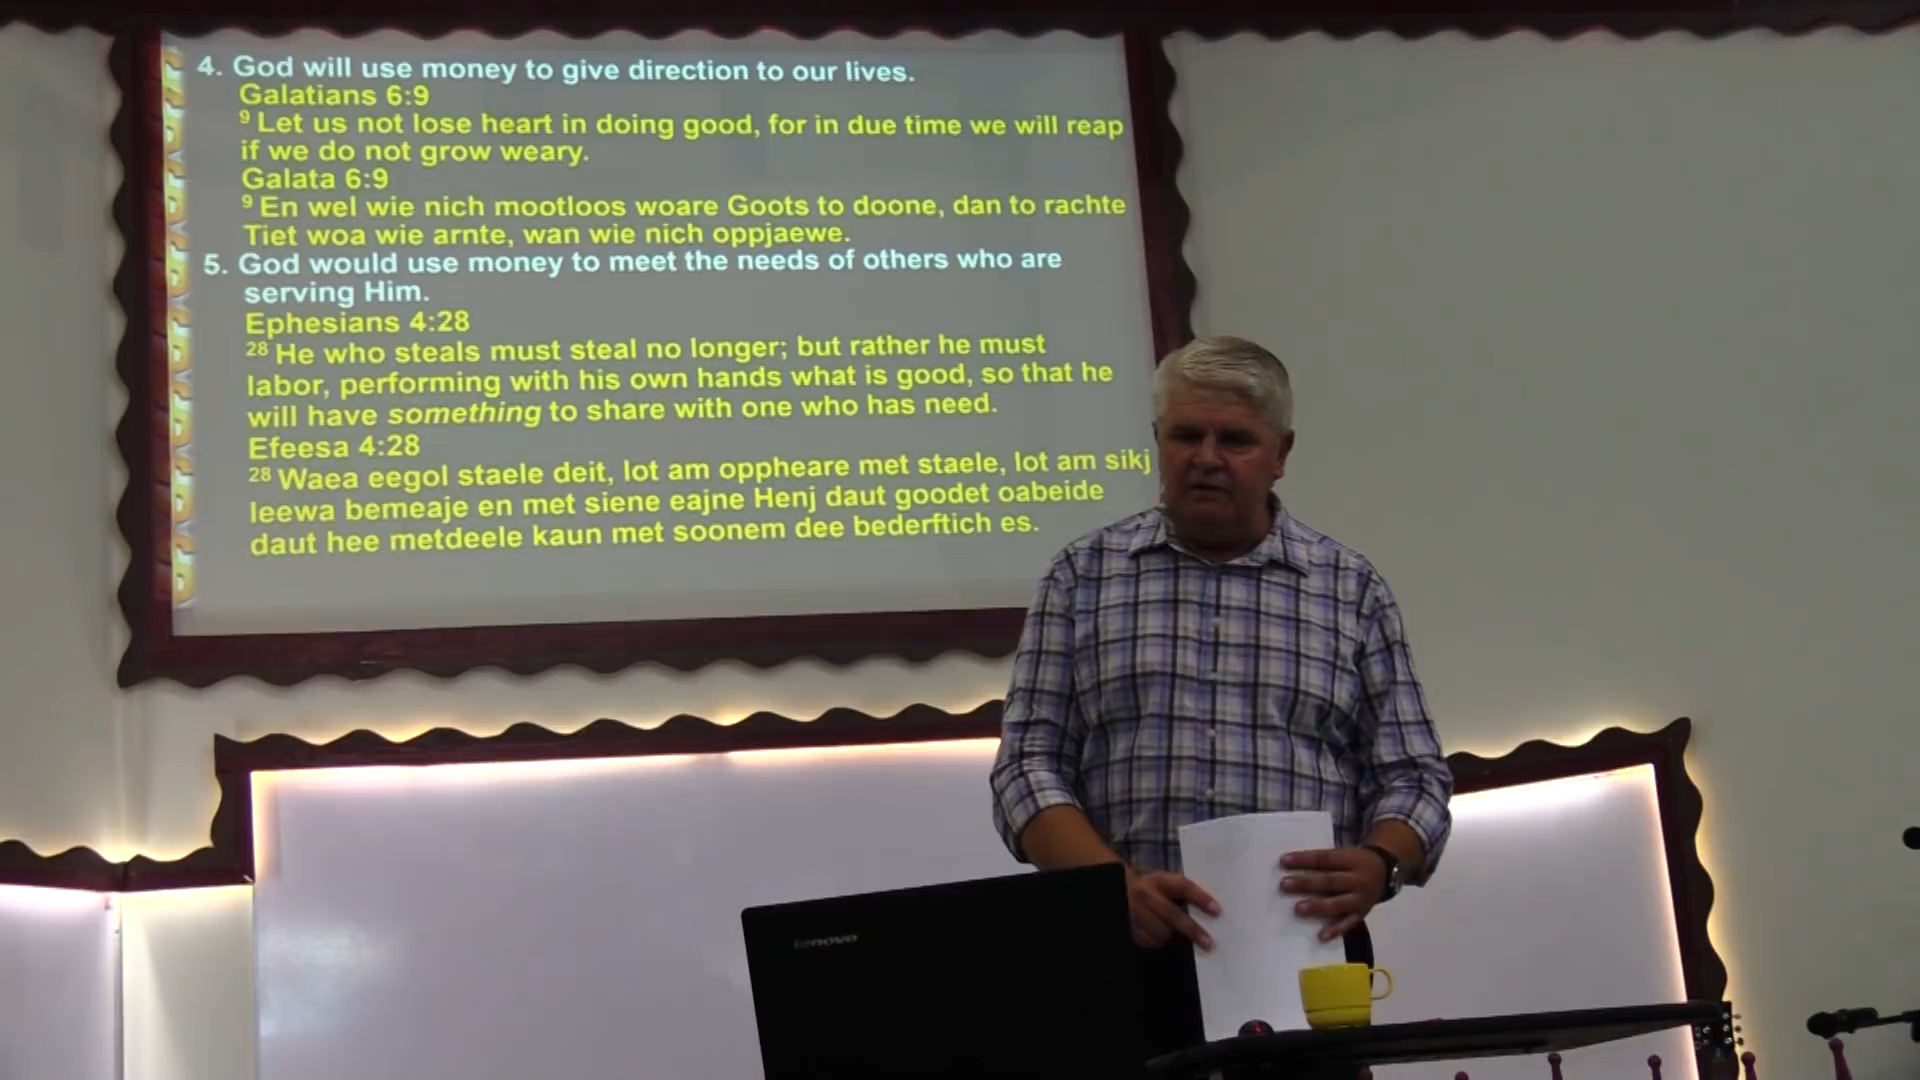 4. God will use money to give direction to our lives.
Galatians 6:9
9 Let us not lose heart in doing good, for in due time we will reap
if we do not grow weary.
Galata 6:9
9 En wel wie nich mootloos woare Goots to doone, dan to rachte
Tiet woa wie arnte, wan wie nich oppjaewe.
5. God would use money to meet the needs of others who are
serving Him.
Ephesians 4:28
28 He who steals must steal no longer; but rather he must
labor, performing with his own hands what is good, so that he
will have something to share with one who has need.
Efeesa 4:28
28 Waea eegol staele deit, lot am oppheare met staele, lot am sikj
leewa bemeaje en met siene eajne Henj daut goodet oabeide
daut hee metdeele kaun met soonem dee bederftich es.
lenovo